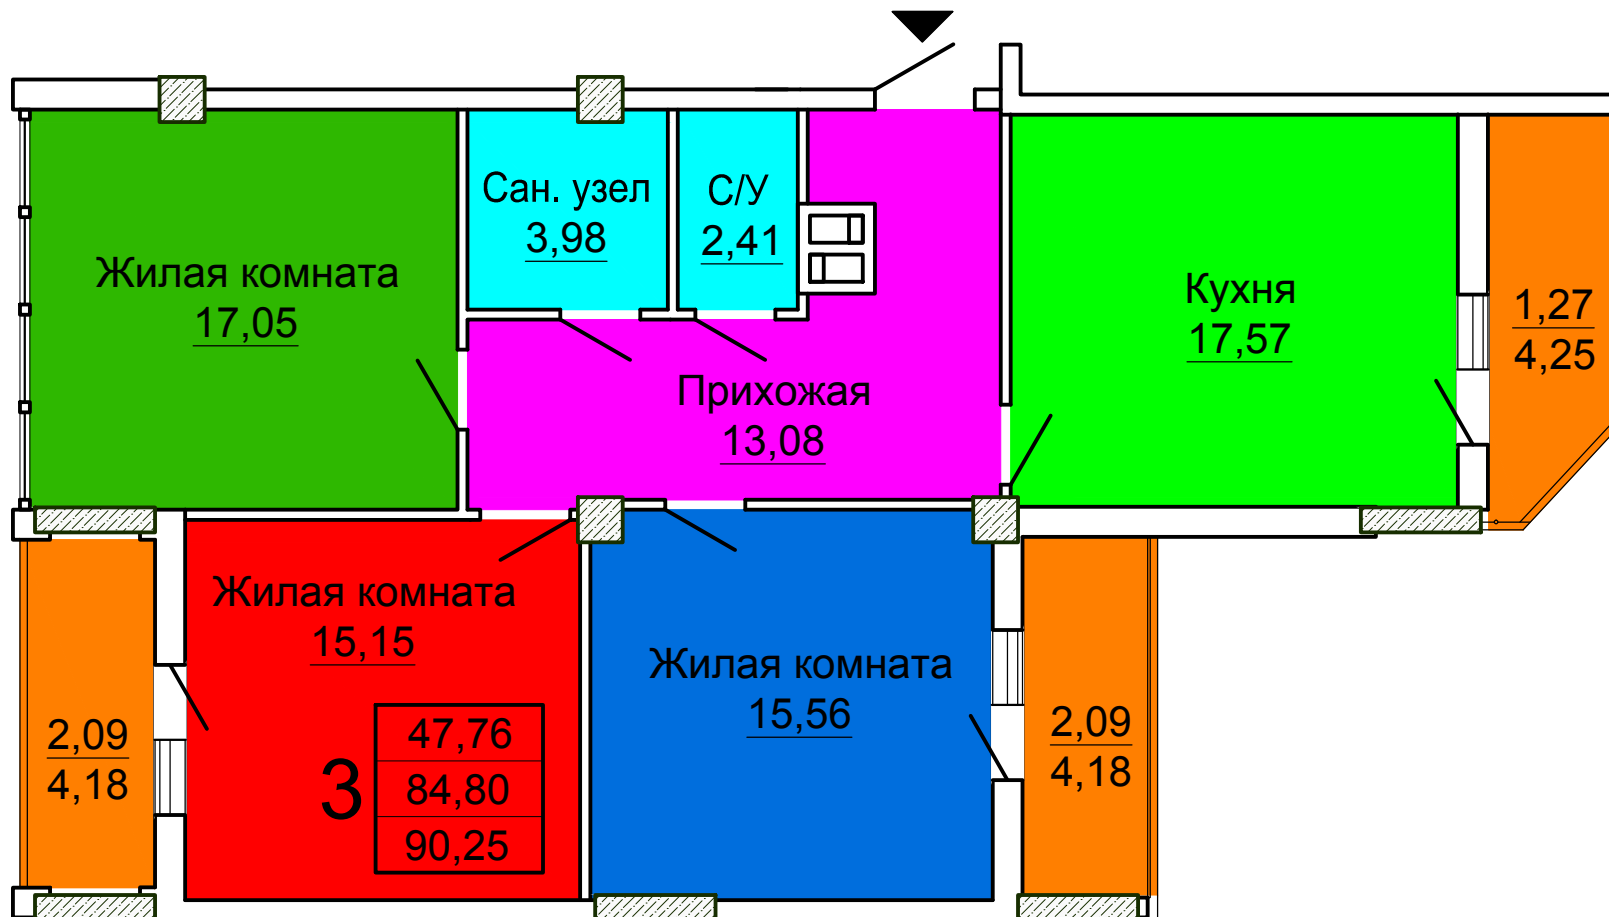 Жилая комната
17,05
Сан. узел
3,98
С/У
2,41
Прихожая
13,08
Кухня
17,57
1,27
4,25
Жилая комната
15,15
Жилая комната
15,56
2,09
4,18
3
47,76
84,80
90,25
2,09
4,18